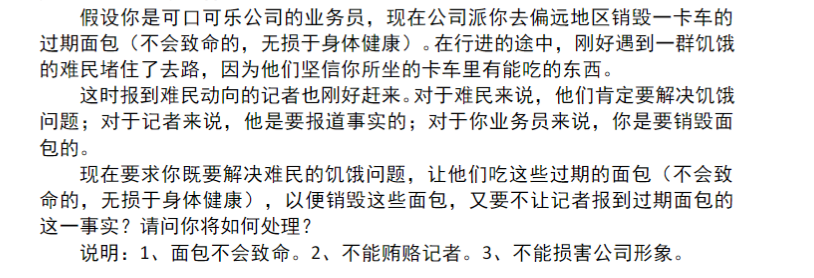 假设你是可口可乐公司的业务员，现在公司派你去偏远地区销毁一卡车的
过期面包（不会致命的，无损于身体健康）。在行进的途中，刚好遇到一群饥饿
的难民堵住了去路，因为他们坚信你所坐的卡车里有能吃的东西。
这时报到难民动向的记者也刚好赶来。对于难民来说，他们肯定要解决饥饿
问题；对于记者来说，他是要报道事实的；对于你业务员来说，你是要销毁面
包的。
现在要求你既要解决难民的饥饿问题，让他们吃这些过期的面包（不会致
命的，无损于身体健康），以便销毁这些面包，又要不让记者报到过期面包的
这一事实？请问你将如何处理？
说明：1、面包不会致命。2、不能贿赂记者。3、不能损害公司形象。